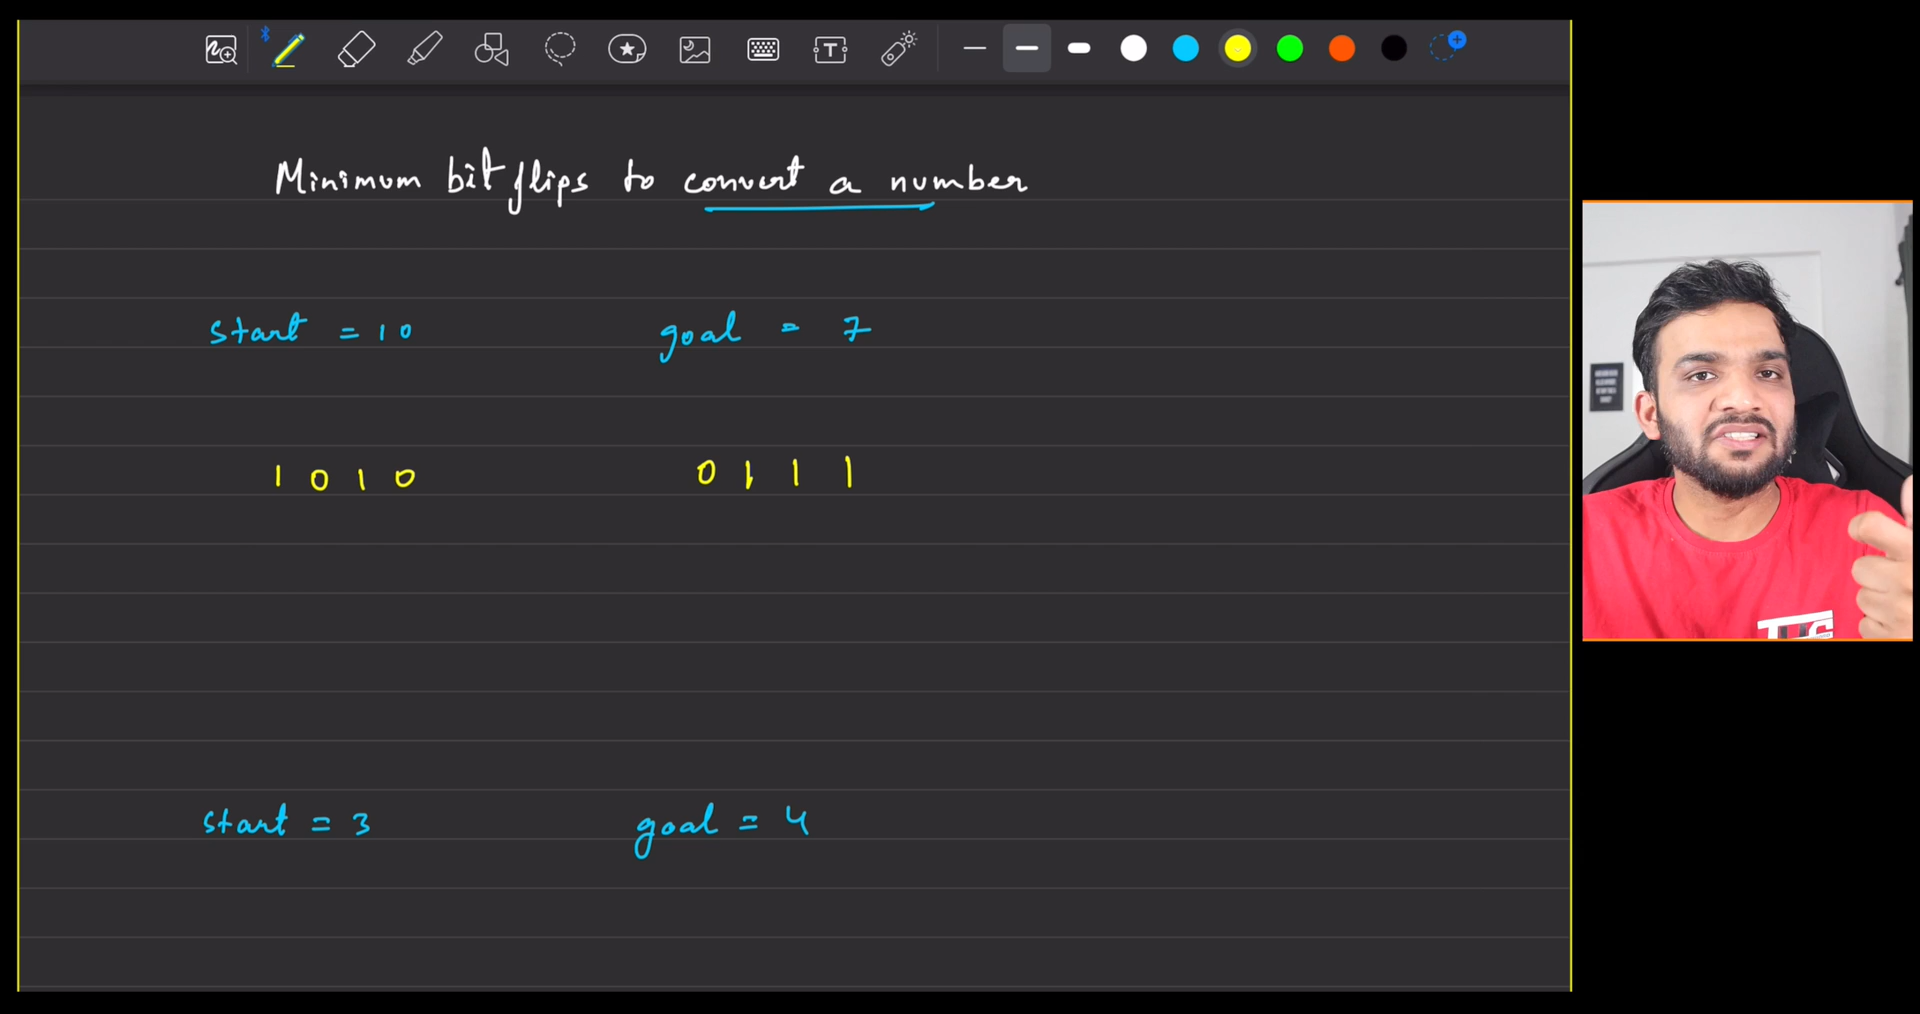 Minimum bit flips to convert a number
start = 10 goal = 7
1 0 1 0 0 1 1 1
start = 3 goal = 4